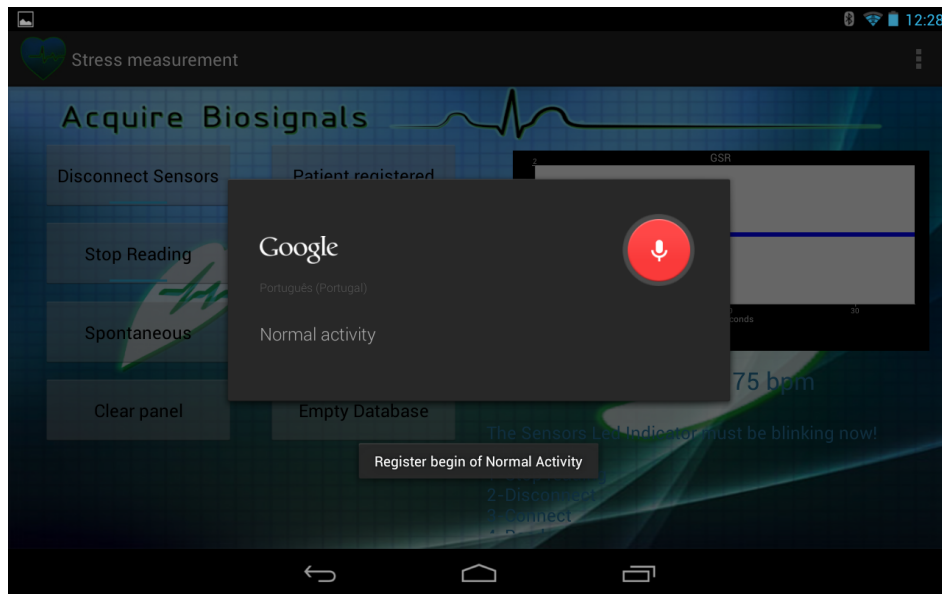 12:28
Stress measurement
Acquire Biosignals
Disconnect Sensors
Patient registered
2
GSR
Stop Reading
Google
Português (Portugal)
30
Spontaneous
Normal activity
75 bpm
Clear panel
Empty Database
The Sensors Led Indicator must be blinking now!
Register begin of Normal Activity
2-Disconnect
3-Connect